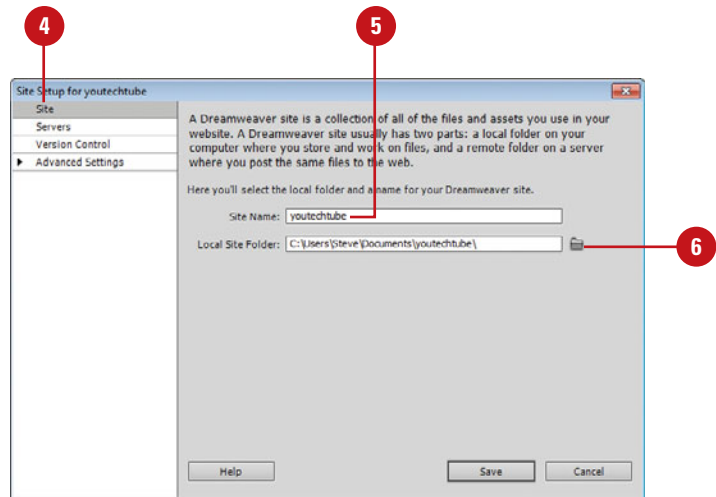 4
5
Site Setup for youtechtube
Site
Servers
Version Control
Advanced Settings
A Dreamweaver site is a collection of all of the files and assets you use in your
website. A Dreamweaver site usually has two parts: a local folder on your
computer where you store and work on files, and a remote folder on a server
where you post the same files to the web.
Here you'll select the local folder and a name for your Dreamweaver site.
Site Name: youtechtube
Local Site Folder: C:\Users\Steve\Documents\youtechtube\
6
Help
Save
Cancel